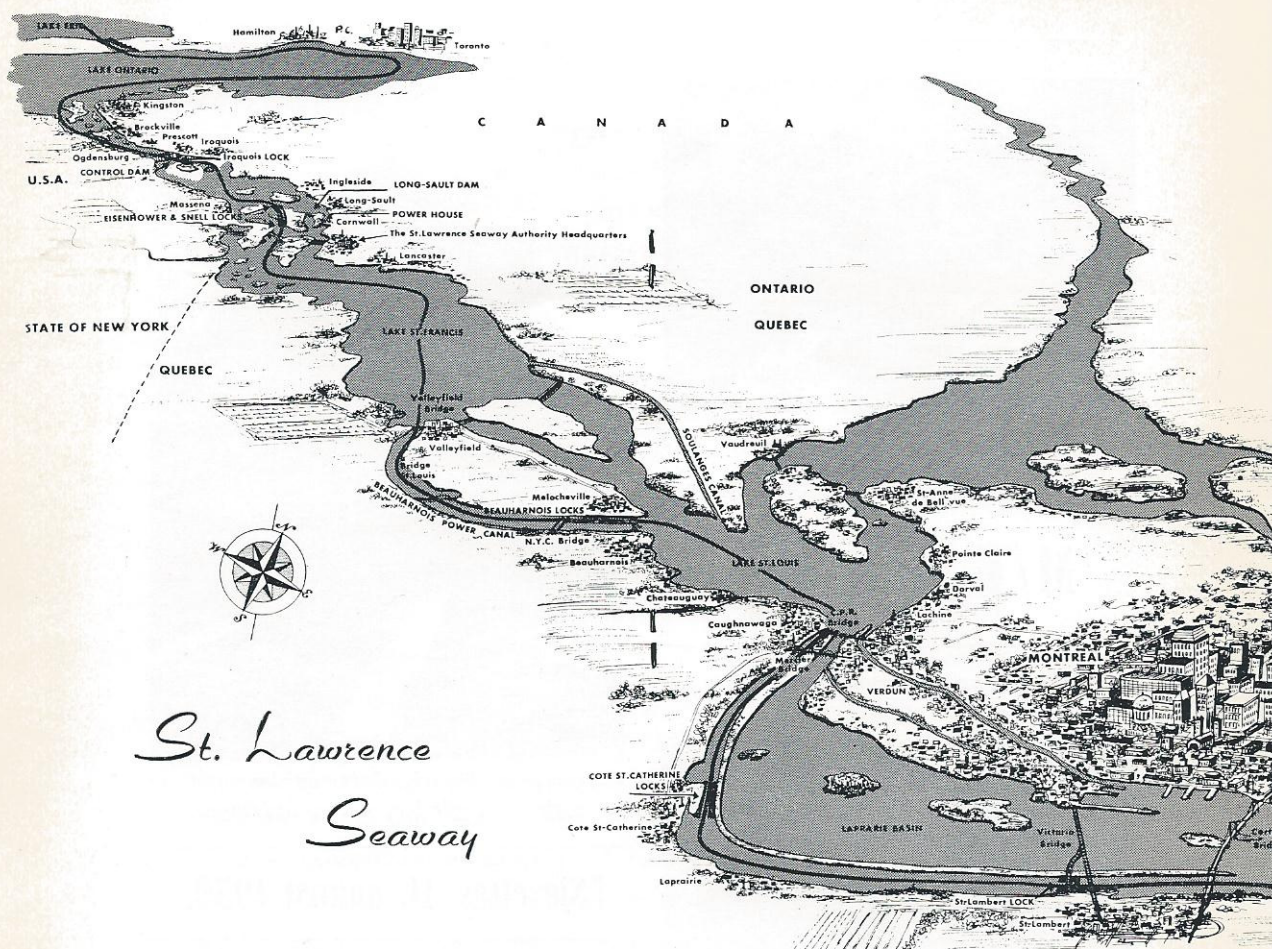 LAKE ERIE
Hamilton
P.C.
Toronto
LAKE ONTARIO
Kingston
Brockville
Prescott
Iroquois
Ogdensburg
Iroquois LOCK
CONTROL DAM
U.S.A.
C A N A D A
Ingleside
LONG-SAULT DAM
Massena
Long-Sault
EISENHOWER & SNELL LOCKS
POWER HOUSE
Cornwall
The St.Lawrence Seaway Authority Headquarters
Lancaster
ONTARIO
QUEBEC
STATE OF NEW YORK
QUEBEC
LAKE ST.FRANCIS
Valleyfield
Bridge
Valleyfield
SOULANGES CANAL
Vaudreuil
Bridge
St.Louis
BEAUHARNOIS POWER CANAL
Melocheville
BEAUHARNOIS LOCKS
N.Y.C. Bridge
Beauharnois
St-Anne
de Bell.vue
Pointe Claire
Dorval
LAKE ST.LOUIS
Chateauguay
Caughnawaga
C.P.R.
Bridge
Lachine
Mercier
Bridge
VERDUN
MONTREAL
N
W
S
S
St. Lawrence
Seaway
COTE ST.CATHERINE
LOCKS
Cote St-Catherine
LAPRARIE BASIN
Victoria
Bridge
Laprairie
St-Lambert LOCK
St-Lambert